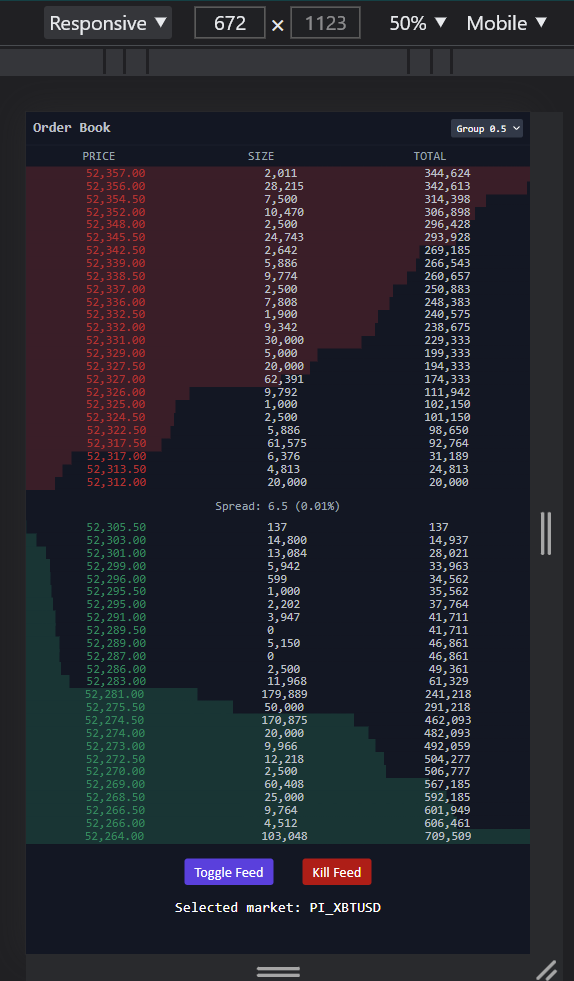 Responsive ▼ 672 × 1123 50% ▼ Mobile ▼
Order Book Group 0.5
PRICE SIZE TOTAL
52,357.00 2,011 344,624
52,356.00 28,215 342,613
52,354.50 7,500 314,398
52,352.00 10,470 306,898
52,348.00 2,500 296,428
52,345.50 24,743 293,928
52,342.50 2,642 269,185
52,339.00 5,886 266,543
52,338.50 9,774 260,657
52,337.00 2,500 250,883
52,336.00 7,808 248,383
52,332.50 1,900 240,575
52,332.00 9,342 238,675
52,331.00 30,000 229,333
52,329.00 5,000 199,333
52,327.50 20,000 194,333
52,327.00 62,391 174,333
52,326.00 9,792 111,942
52,325.00 1,000 102,150
52,324.50 2,500 101,150
52,322.50 5,886 98,650
52,317.50 61,575 92,764
52,317.00 6,376 31,189
52,313.50 4,813 24,813
52,312.00 20,000 20,000
Spread: 6.5 (0.01%)
52,305.50 137 137
52,303.00 14,800 14,937
52,301.00 13,084 28,021
52,299.00 5,942 33,963
52,296.00 599 34,562
52,295.50 1,000 35,562
52,295.00 2,202 37,764
52,291.00 3,947 41,711
52,289.50 0 41,711
52,289.00 5,150 46,861
52,287.00 0 46,861
52,286.00 2,500 49,361
52,283.00 11,968 61,329
52,281.00 179,889 241,218
52,275.50 50,000 291,218
52,274.50 170,875 462,093
52,274.00 20,000 482,093
52,273.00 9,966 492,059
52,272.50 12,218 504,277
52,270.00 2,500 506,777
52,269.00 60,408 567,185
52,268.50 25,000 592,185
52,266.50 9,764 601,949
52,266.00 4,512 606,461
52,264.00 103,048 709,509
Toggle Feed Kill Feed
Selected market: PI_XBTUSD